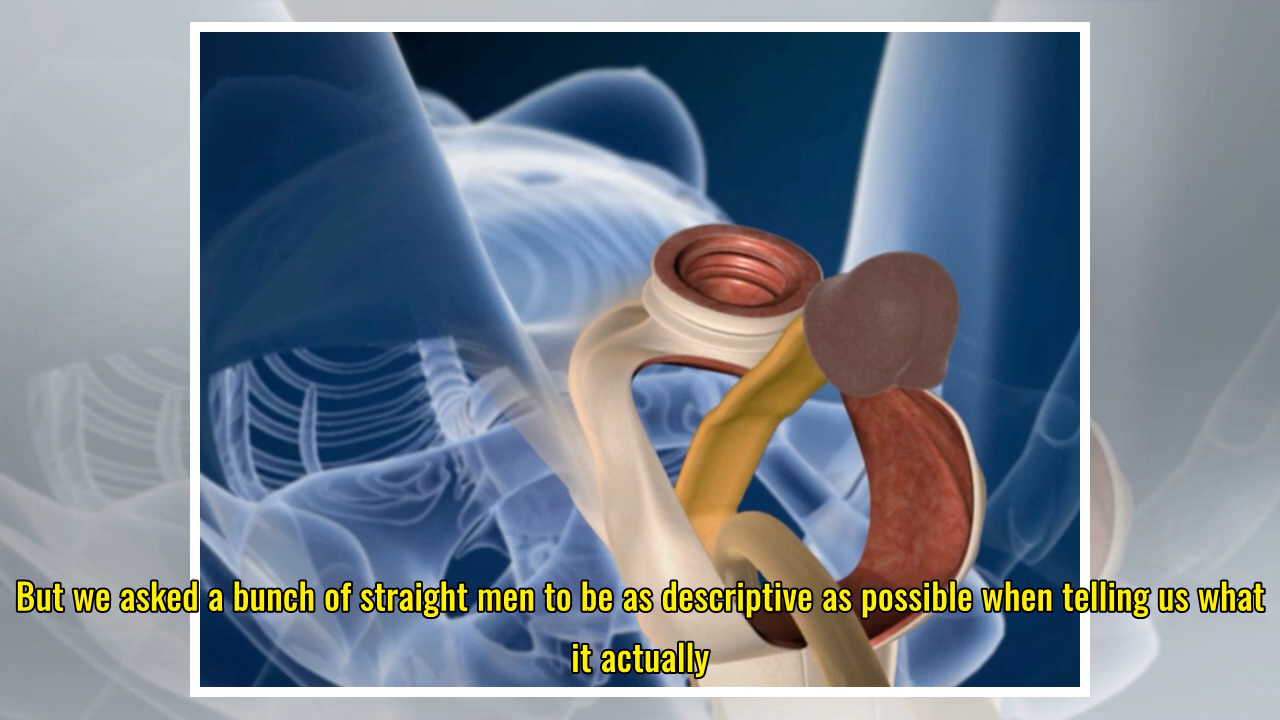 But we asked a bunch of straight men to be as descriptive as possible when telling us what
it actually